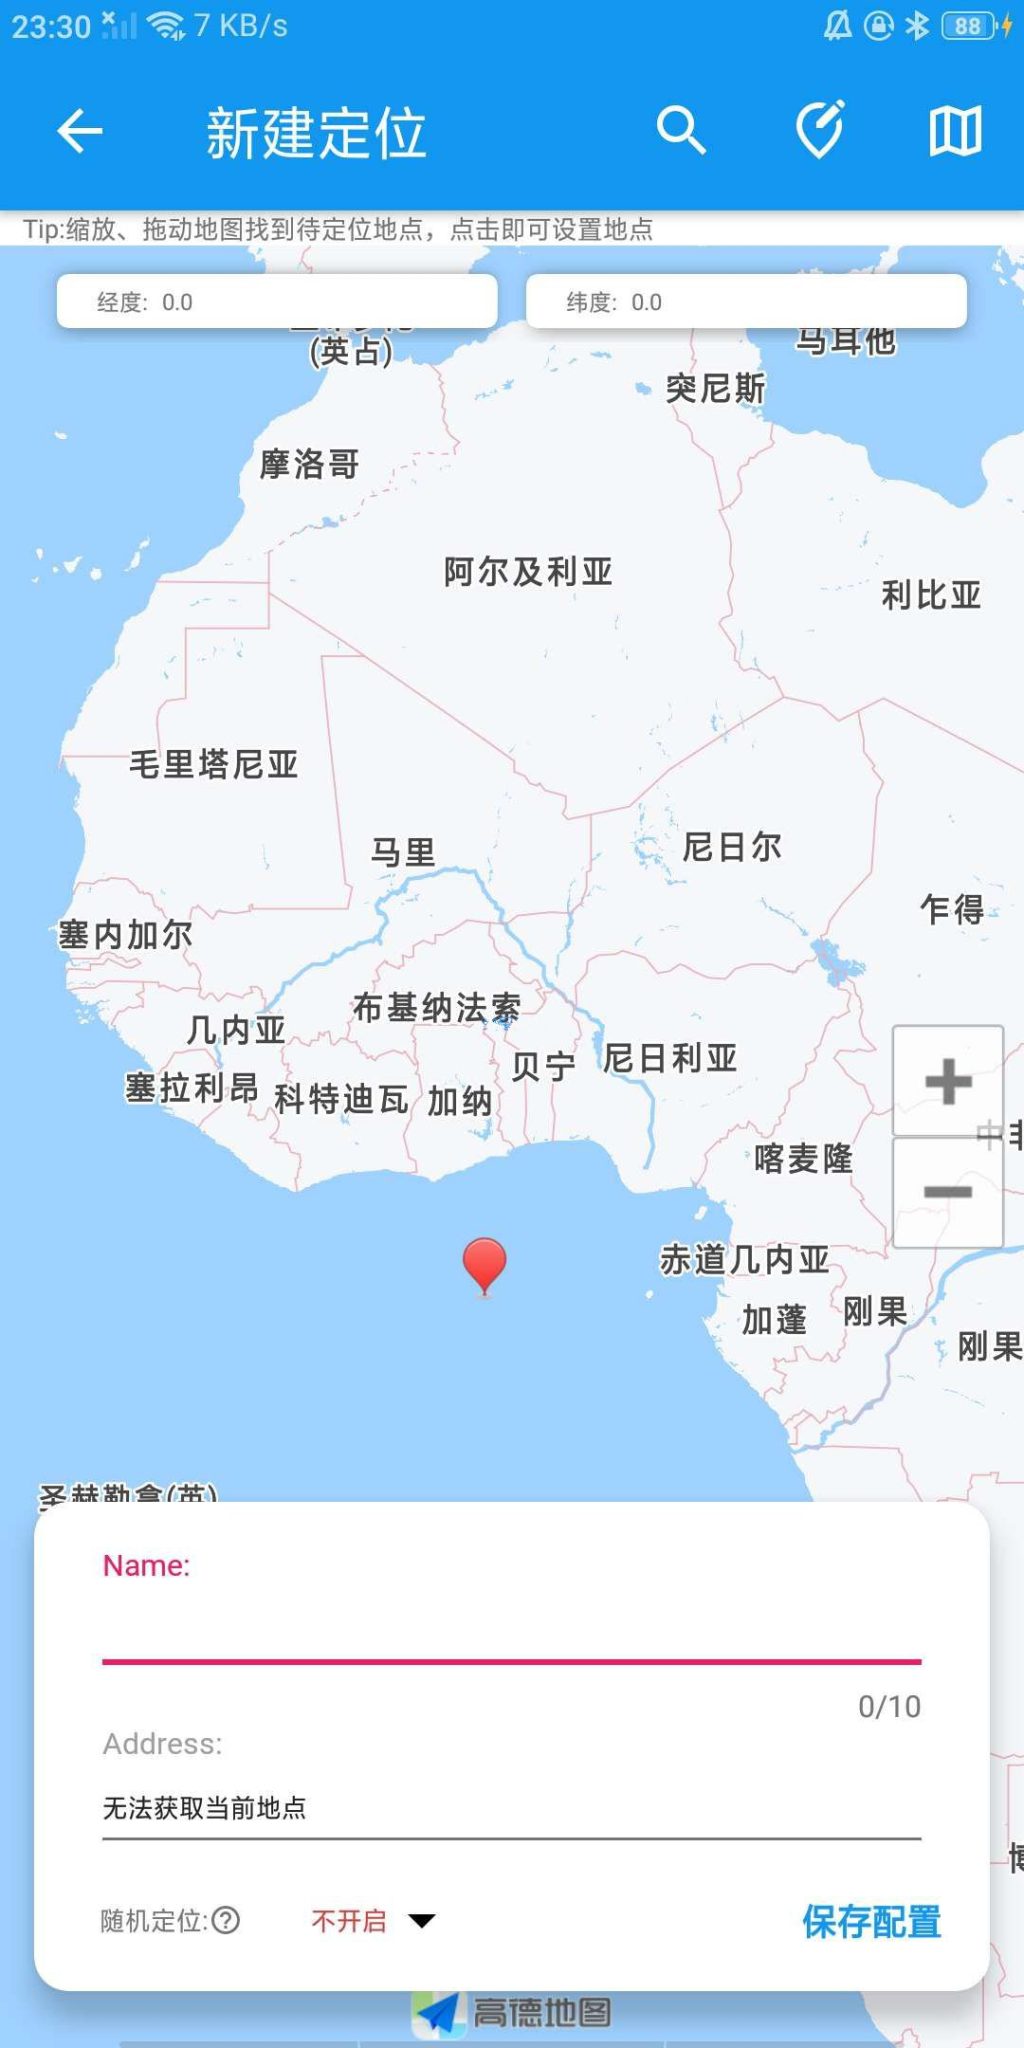 23:30 7 KB/s 88
新建定位
Tip:缩放、拖动地图找到待定位地点，点击即可设置地点
经度: 0.0 纬度: 0.0
(英占) 马耳他
突尼斯
摩洛哥
阿尔及利亚
利比亚
毛里塔尼亚
马里 尼日尔
乍得
塞内加尔
布基纳法索
几内亚
贝宁 尼日利亚
塞拉利昂 科特迪瓦 加纳
中非
喀麦隆
赤道几内亚
加蓬 刚果
刚果
圣赫勒拿(英)
Name:
0/10
Address:
无法获取当前地点
随机定位:? 不开启 保存配置
高德地图